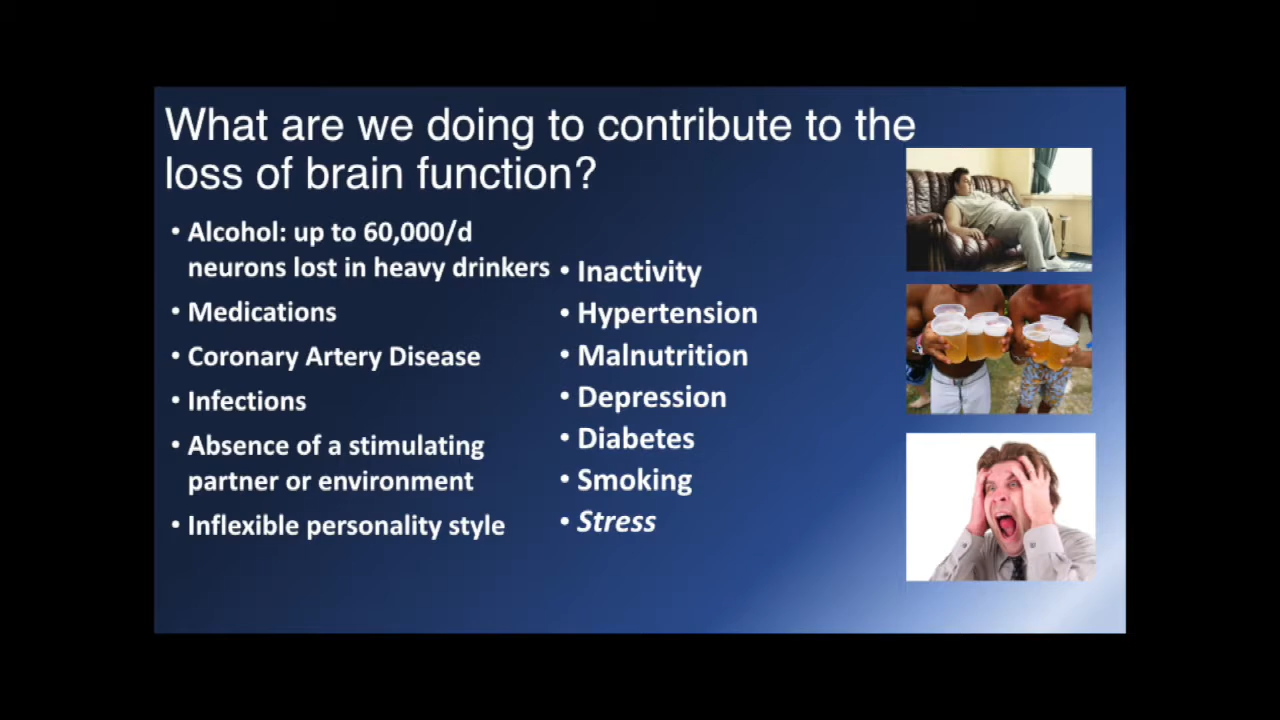 What are we doing to contribute to the
loss of brain function?
• Alcohol: up to 60,000/d
neurons lost in heavy drinkers
• Medications
• Coronary Artery Disease
• Infections
• Absence of a stimulating
partner or environment
• Inflexible personality style
• Inactivity
• Hypertension
• Malnutrition
• Depression
• Diabetes
• Smoking
• Stress